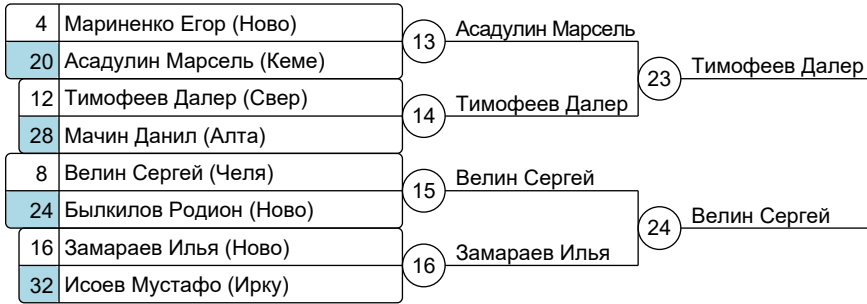 4 Мариненко Егор (Ново)
20 Асадулин Марсель (Кеме)
12 Тимофеев Далер (Свер)
28 Мачин Данил (Алта)
8 Велин Сергей (Челя)
24 Былкилов Родион (Ново)
16 Замараев Илья (Ново)
32 Исоев Мустафо (Ирку)
13 Асадулин Марсель
14 Тимофеев Далер
15 Велин Сергей
16 Замараев Илья
23 Тимофеев Далер
24 Велин Сергей